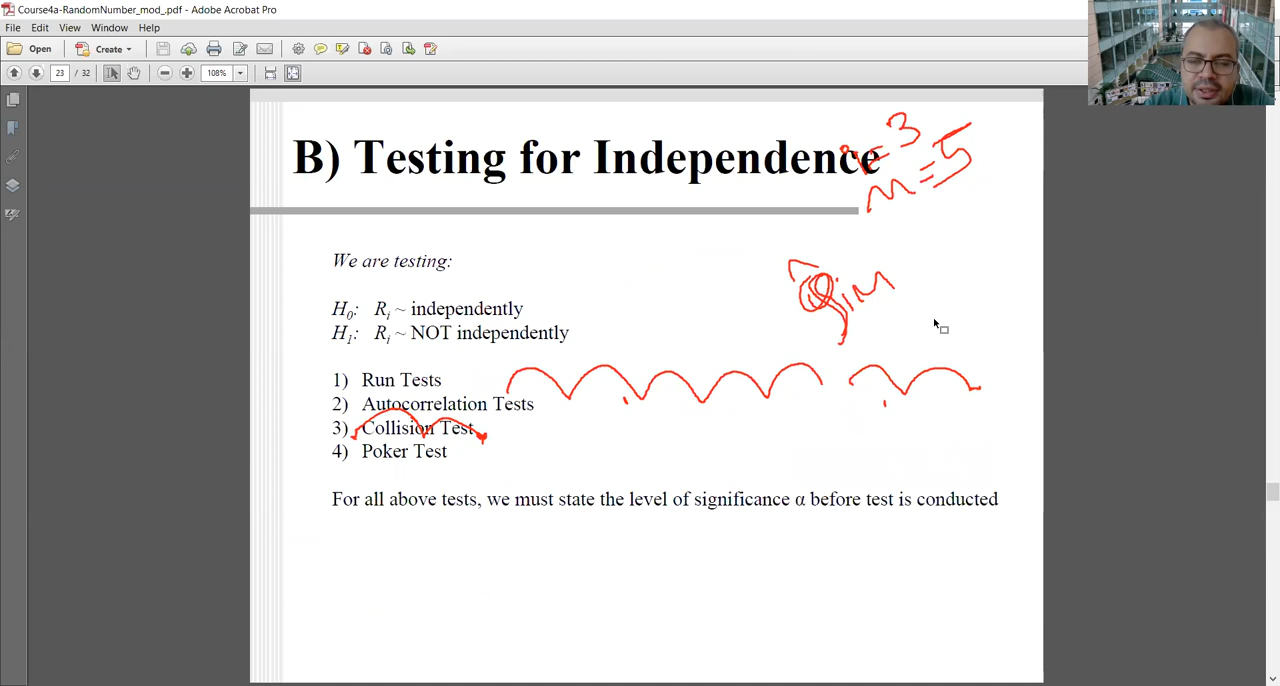 Course4a-RandomNumber_mod_.pdf - Adobe Acrobat Pro
File Edit View Window Help
Open Create
23 / 32 108%
B) Testing for Independence
= 3
m = 5
We are testing:
H0: Ri ~ independently
H1: Ri ~ NOT independently
1) Run Tests
2) Autocorrelation Tests
3) Collision Test
4) Poker Test
For all above tests, we must state the level of significance α before test is conducted